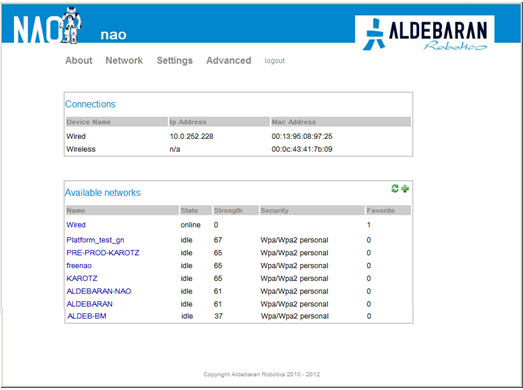 NAO nao ALDEBARAN
Robotics
About Network Settings Advanced logout
Connections
Device Name Ip Address Mac Address
Wired 10.0.252.228 00:13:95:08:97:25
Wireless n/a 00:0c:43:41:7b:09
Available networks
Name State Strength Security Favorite
Wired online 0 1
Platform_test_gn idle 67 Wpa/Wpa2 personal 0
PRE-PROD-KAROTZ idle 65 Wpa/Wpa2 personal 0
freenao idle 65 Wpa/Wpa2 personal 0
KAROTZ idle 65 Wpa/Wpa2 personal 0
ALDEBARAN-NAO idle 61 Wpa/Wpa2 personal 0
ALDEBARAN idle 61 Wpa/Wpa2 personal 0
ALDEB-BM idle 37 Wpa/Wpa2 personal 0
Copyright Aldebaran Robotics 2010 - 2012